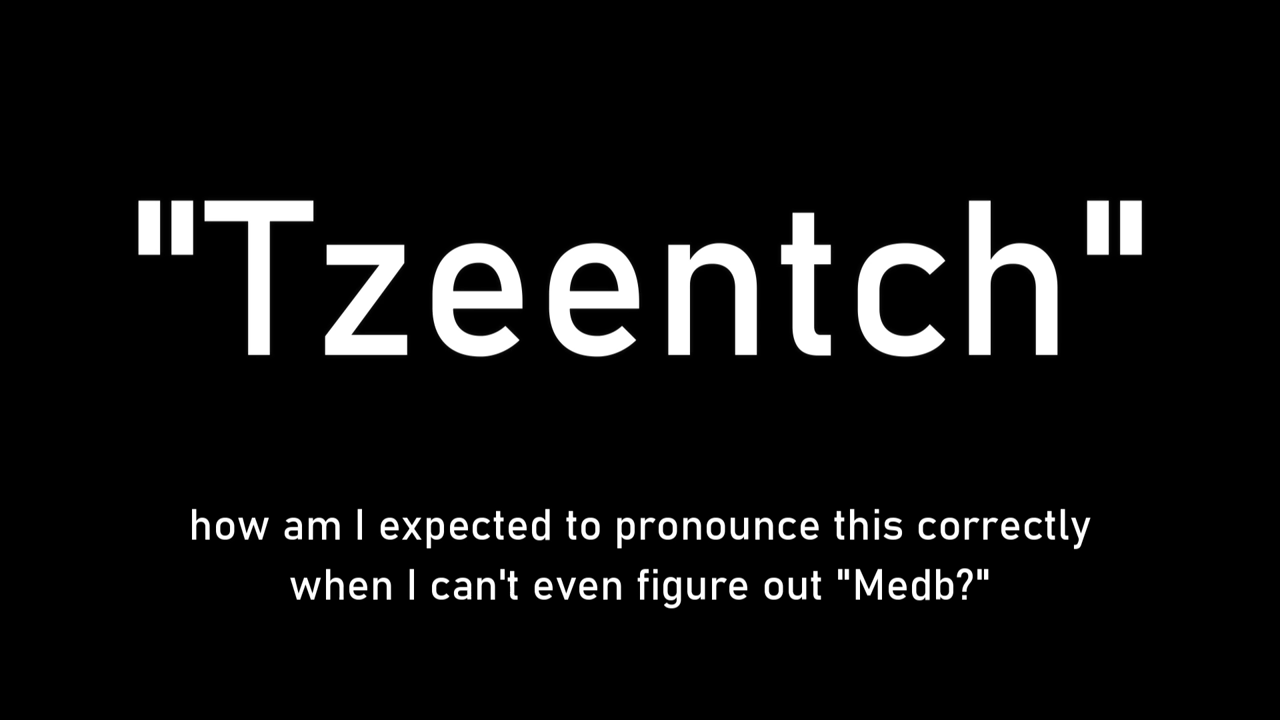 "Tzeentch"
how am I expected to pronounce this correctly
when I can't even figure out "Medb?"